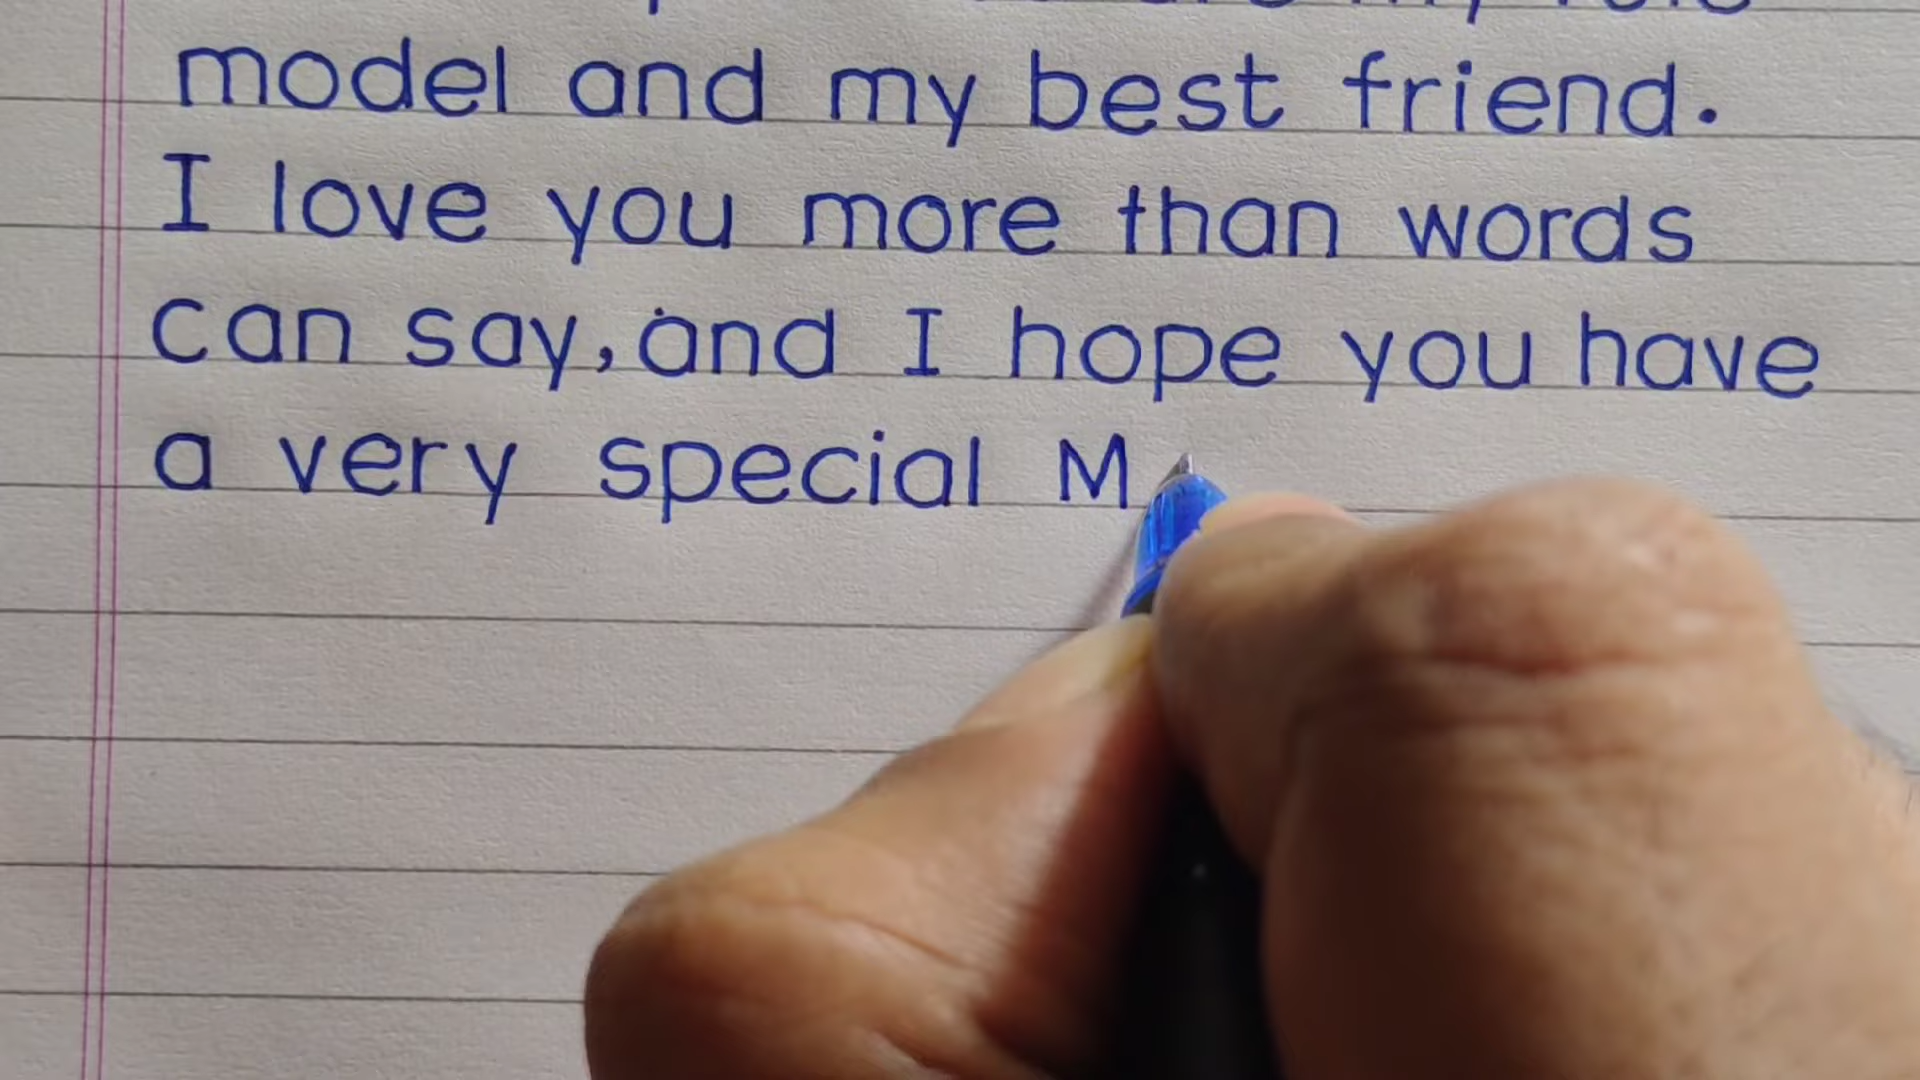 model and my best friend.
I love you more than words
can say, and I hope you have
a very special M